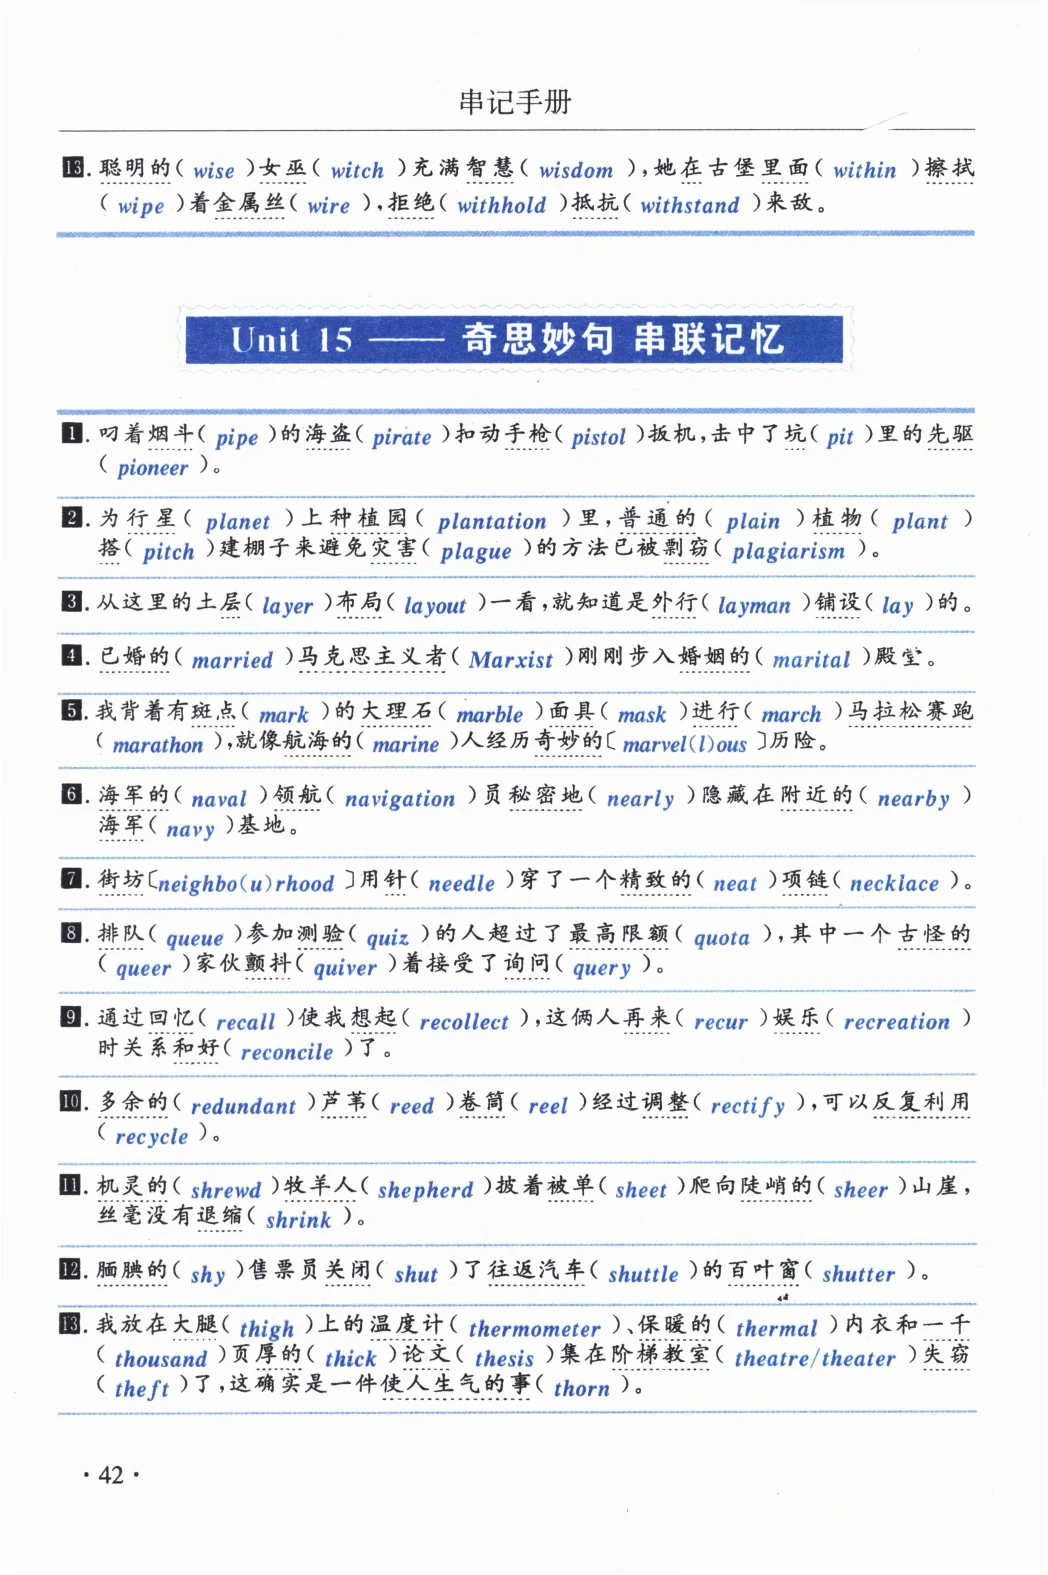 串记手册
13. 聪明的( wise )女巫( witch )充满智慧( wisdom ),她在古堡里面( within )擦拭
( wipe )着金属丝( wire ),拒绝( withhold )抵抗( withstand )来敌。
Unit 15 —— 奇思妙句 串联记忆
1. 叼着烟斗( pipe )的海盗( pirate )扣动手枪( pistol )扳机,击中了坑( pit )里的先驱
( pioneer )。
2. 为行星( planet )上种植园( plantation )里,普通的( plain )植物( plant )
搭( pitch )建棚子来避免灾害( plague )的方法已被剽窃( plagiarism )。
3. 从这里的土层( layer )布局( layout )一看,就知道是外行( layman )铺设( lay )的。
4. 已婚的( married )马克思主义者( Marxist )刚刚步入婚姻的( marital )殿堂。
5. 我背着有斑点( mark )的大理石( marble )面具( mask )进行( march )马拉松赛跑
( marathon ),就像航海的( marine )人经历奇妙的〔 marvel(l)ous 〕历险。
6. 海军的( naval )领航( navigation )员秘密地( nearly )隐藏在附近的( nearby )
海军( navy )基地。
7. 街坊〔neighbo(u)rhood 〕用针( needle )穿了一个精致的( neat )项链( necklace )。
8. 排队( queue )参加测验( quiz )的人超过了最高限额( quota ),其中一个古怪的
( queer )家伙颤抖( quiver )着接受了询问( query )。
9. 通过回忆( recall )使我想起( recollect ),这俩人再来( recur )娱乐( recreation )
时关系和好( reconcile )了。
10. 多余的( redundant )芦苇( reed )卷筒( reel )经过调整( rectify ),可以反复利用
( recycle )。
11. 机灵的( shrewd )牧羊人( shepherd )披着被单( sheet )爬向陡峭的( sheer )山崖,
丝毫没有退缩( shrink )。
12. 腼腆的( shy )售票员关闭( shut )了往返汽车( shuttle )的百叶窗( shutter )。
13. 我放在大腿( thigh )上的温度计( thermometer )、保暖的( thermal )内衣和一千
( thousand )页厚的( thick )论文( thesis )集在阶梯教室( theatre/theater )失窃
( theft )了,这确实是一件使人生气的事( thorn )。
·42·